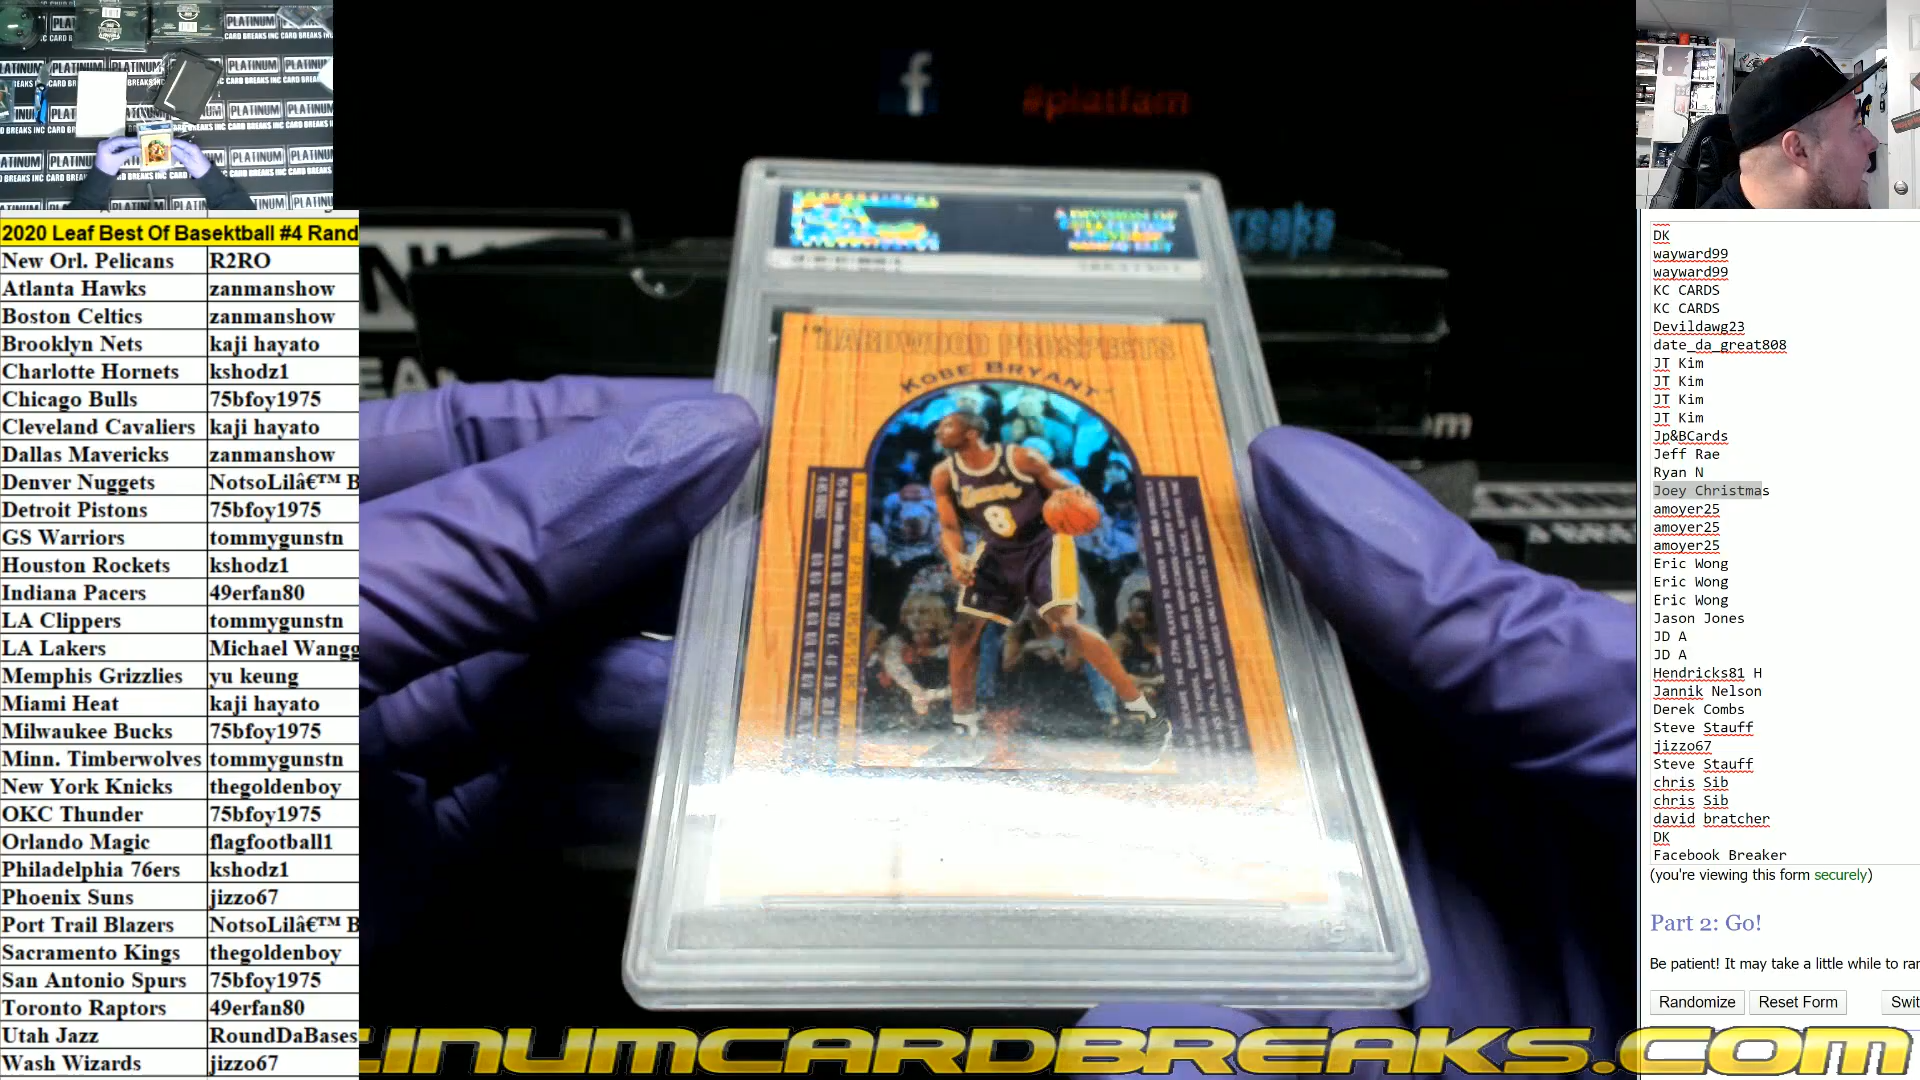 2020 Leaf Best Of Basektball #4 Rand
New Orl. Pelicans R2RO
Atlanta Hawks zanmanshow
Boston Celtics zanmanshow
Brooklyn Nets kaji hayato
Charlotte Hornets kshodz1
Chicago Bulls 75bfoy1975
Cleveland Cavaliers kaji hayato
Dallas Mavericks zanmanshow
Denver Nuggets NotsoLilâ€™ B
Detroit Pistons 75bfoy1975
GS Warriors tommygunstn
Houston Rockets kshodz1
Indiana Pacers 49erfan80
LA Clippers tommygunstn
LA Lakers Michael Wangg
Memphis Grizzlies yu keung
Miami Heat kaji hayato
Milwaukee Bucks 75bfoy1975
Minn. Timberwolves tommygunstn
New York Knicks thegoldenboy
OKC Thunder 75bfoy1975
Orlando Magic flagfootball1
Philadelphia 76ers kshodz1
Phoenix Suns jizzo67
Port Trail Blazers NotsoLilâ€™ B
Sacramento Kings thegoldenboy
San Antonio Spurs 75bfoy1975
Toronto Raptors 49erfan80
Utah Jazz RoundDaBases
Wash Wizards jizzo67
f
#platfam
breaks
HARDWOOD PROSPECTS
KOBE BRYANT
Lakers
8
LINUMCARDBREAKS.COM
DK
wayward99
wayward99
KC CARDS
KC CARDS
Devildawg23
date_da_great808
JT Kim
JT Kim
JT Kim
JT Kim
Jp&BCards
Jeff Rae
Ryan N
Joey Christmas
amoyer25
amoyer25
amoyer25
Eric Wong
Eric Wong
Eric Wong
Jason Jones
JD A
JD A
Hendricks81 H
Jannik Nelson
Derek Combs
Steve Stauff
jizzo67
Steve Stauff
chris Sib
chris Sib
david bratcher
DK
Facebook Breaker
(you're viewing this form securely)
Part 2: Go!
Be patient! It may take a little while to ran
Randomize Reset Form Swit